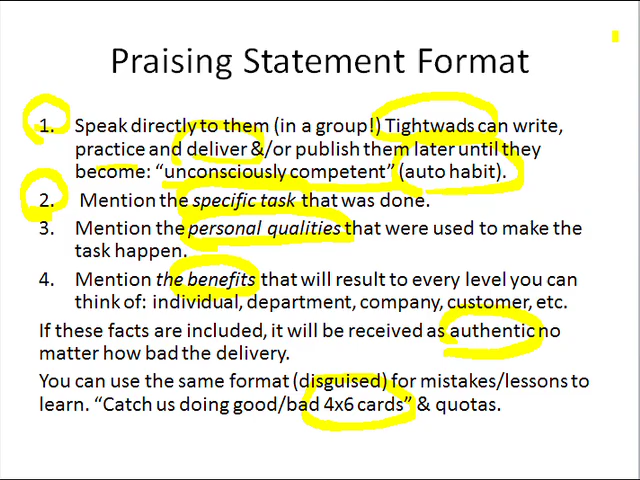 Praising Statement Format
1. Speak directly to them (in a group!) Tightwads can write,
practice and deliver &/or publish them later until they
become: “unconsciously competent” (auto habit).
2. Mention the specific task that was done.
3. Mention the personal qualities that were used to make the
task happen.
4. Mention the benefits that will result to every level you can
think of: individual, department, company, customer, etc.
If these facts are included, it will be received as authentic no
matter how bad the delivery.
You can use the same format (disguised) for mistakes/lessons to
learn. “Catch us doing good/bad 4x6 cards” & quotas.